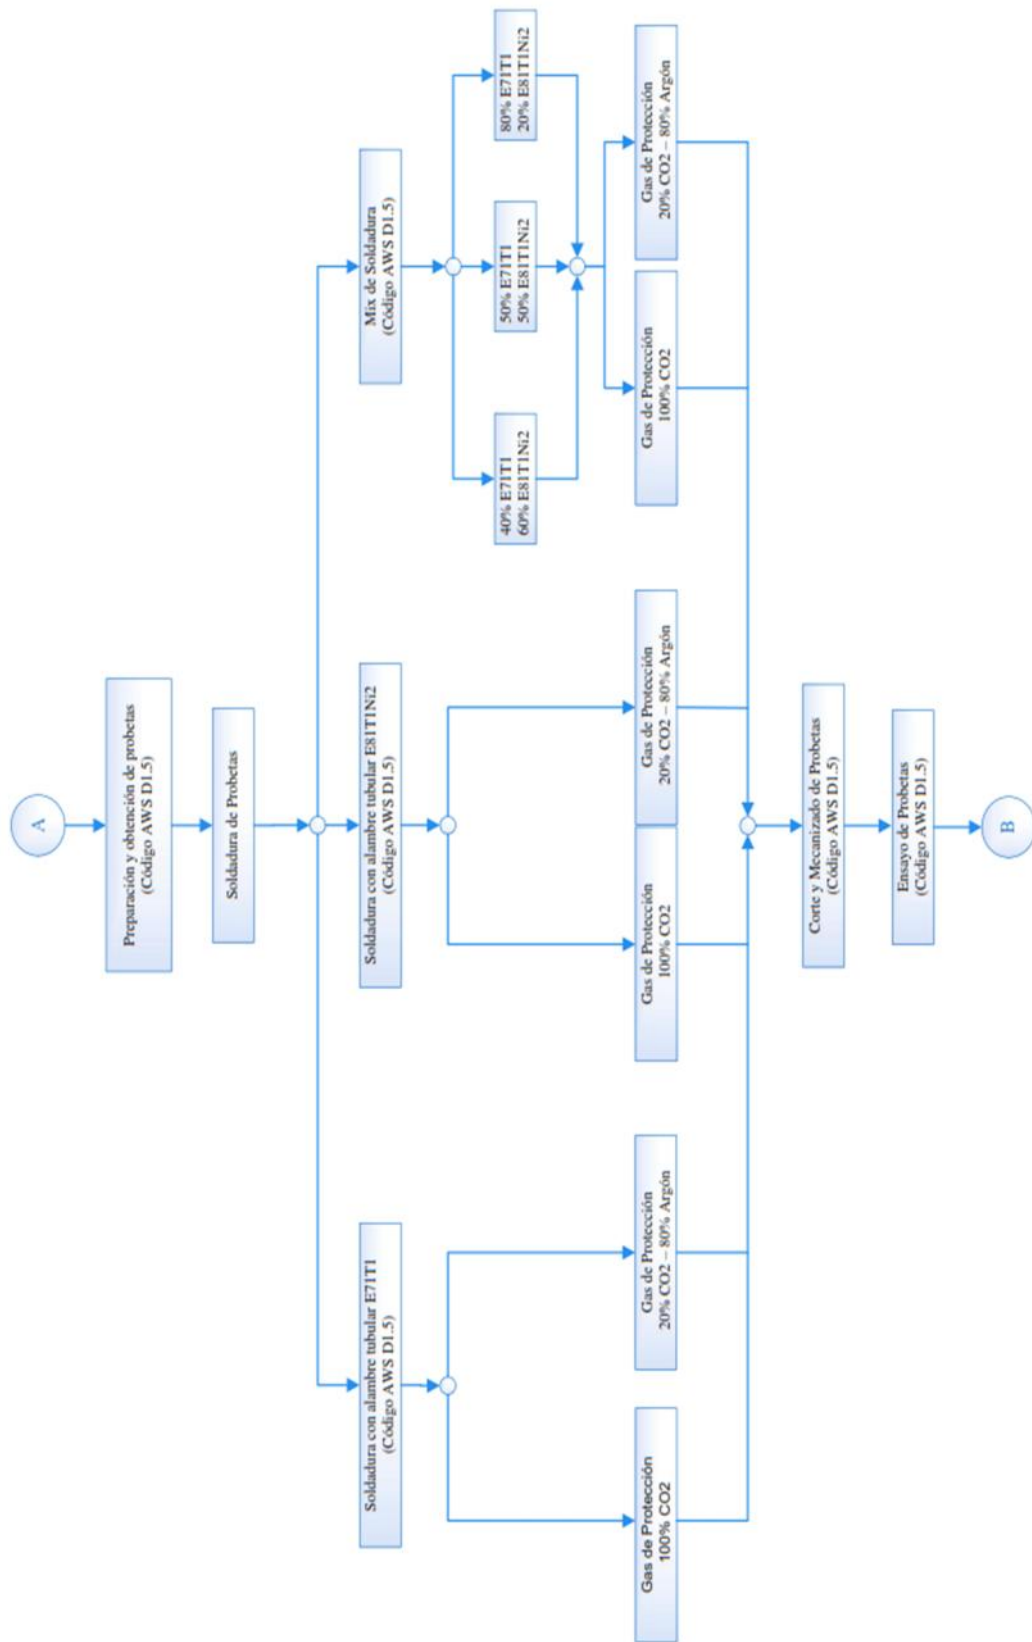 A
Preparación y obtención de probetas
(Código AWS D1.5)
Soldadura de Probetas
Soldadura con alambre tubular E71T1
(Código AWS D1.5)
Soldadura con alambre tubular E81T1Ni2
(Código AWS D1.5)
Mix de Soldadura
(Código AWS D1.5)
40% E71T1
60% E81T1Ni2
50% E71T1
50% E81T1Ni2
80% E71T1
20% E81T1Ni2
Gas de Protección
100% CO2
Gas de Protección
20% CO2 – 80% Argón
Gas de Protección
100% CO2
Gas de Protección
20% CO2 – 80% Argón
Gas de Protección
100% CO2
Gas de Protección
20% CO2 – 80% Argón
Corte y Mecanizado de Probetas
(Código AWS D1.5)
Ensayo de Probetas
(Código AWS D1.5)
B